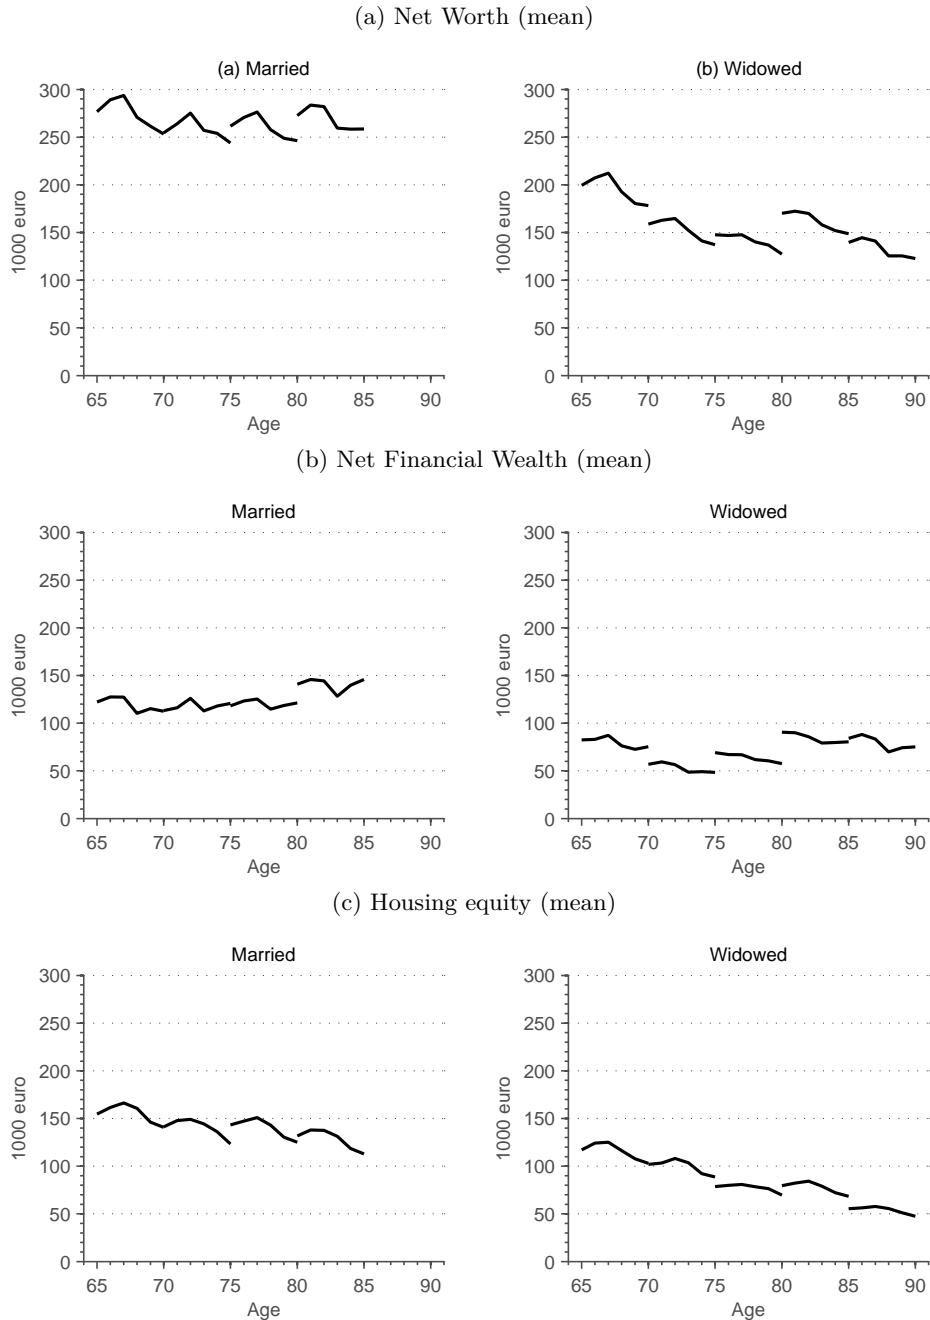 (a) Net Worth (mean)
(a) Married
(b) Widowed
300
250
200
150
100
50
0
1000 euro
65 70 75 80 85 90
Age
300
250
200
150
100
50
0
1000 euro
65 70 75 80 85 90
Age
(b) Net Financial Wealth (mean)
Married
Widowed
300
250
200
150
100
50
0
1000 euro
65 70 75 80 85 90
Age
300
250
200
150
100
50
0
1000 euro
65 70 75 80 85 90
Age
(c) Housing equity (mean)
Married
Widowed
300
250
200
150
100
50
0
1000 euro
65 70 75 80 85 90
Age
300
250
200
150
100
50
0
1000 euro
65 70 75 80 85 90
Age